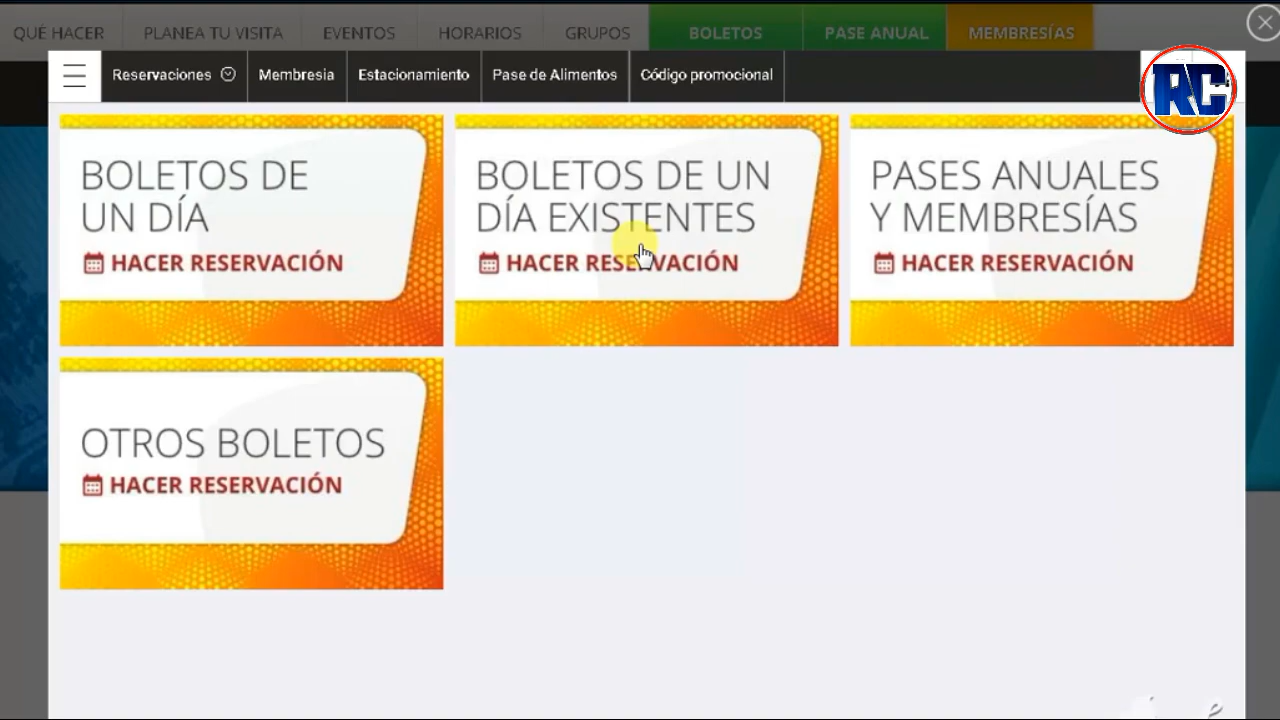 QUÉ HACER
PLANEA TU VISITA
EVENTOS
HORARIOS
GRUPOS
BOLETOS
PASE ANUAL
MEMBRESÍAS
Reservaciones
Membresia
Estacionamiento
Pase de Alimentos
Código promocional
RC
BOLETOS DE
UN DÍA
HACER RESERVACIÓN
BOLETOS DE UN
DÍA EXISTENTES
HACER RESERVACIÓN
PASES ANUALES
Y MEMBRESÍAS
HACER RESERVACIÓN
OTROS BOLETOS
HACER RESERVACIÓN